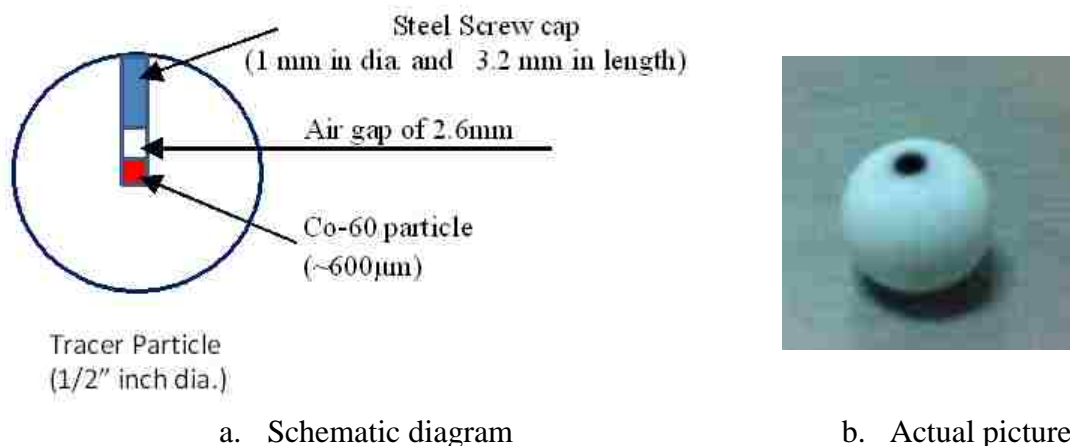 Steel Screw cap
(1 mm in dia. and 3.2 mm in length)
Air gap of 2.6mm
Co-60 particle
(~600µm)
Tracer Particle
(1/2” inch dia.)
a. Schematic diagram
b. Actual picture